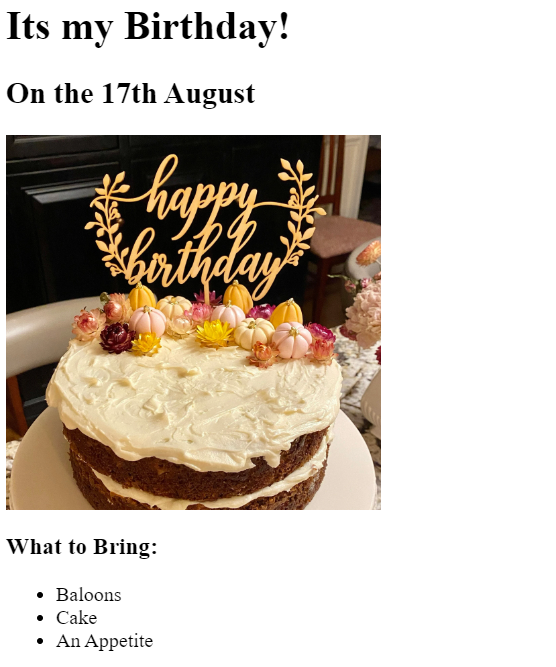 Its my Birthday!
On the 17th August
happy
birthday
What to Bring:
Baloons
Cake
An Appetite